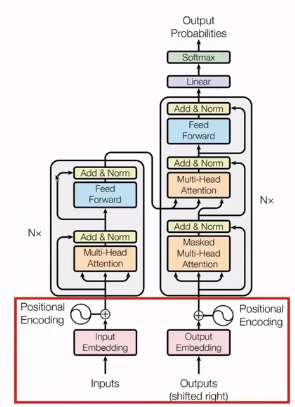 Output
Probabilities
Softmax
Linear
Add & Norm
Feed
Forward
Add & Norm
Multi-Head
Attention
Add & Norm
Masked
Multi-Head
Attention
Nx
Add & Norm
Feed
Forward
Add & Norm
Multi-Head
Attention
Nx
Positional
Encoding
Input
Embedding
Inputs
Positional
Encoding
Output
Embedding
Outputs
(shifted right)